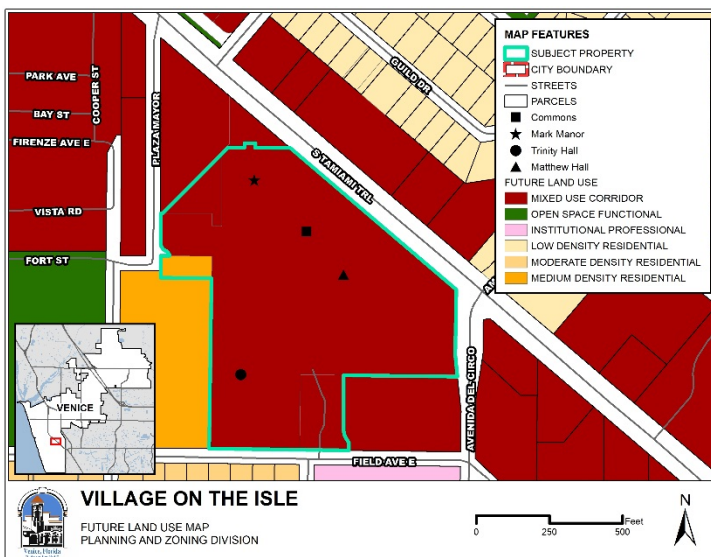 MAP FEATURES
SUBJECT PROPERTY
CITY BOUNDARY
STREETS
PARCELS
Commons
Mark Manor
Trinity Hall
Matthew Hall
FUTURE LAND USE
MIXED USE CORRIDOR
OPEN SPACE FUNCTIONAL
INSTITUTIONAL PROFESSIONAL
LOW DENSITY RESIDENTIAL
MODERATE DENSITY RESIDENTIAL
MEDIUM DENSITY RESIDENTIAL
PARK AVE
COOPER ST
BAY ST
FIRENZE AVE E
PLAZA MAYOR
GUILD DR
S TAMIAMI TRL
VISTA RD
FORT ST
AVENIDA DEL CIRCO
FIELD AVE E
VENICE
VILLAGE ON THE ISLE
FUTURE LAND USE MAP
PLANNING AND ZONING DIVISION
Venice, Florida
0 250 500 Feet
N